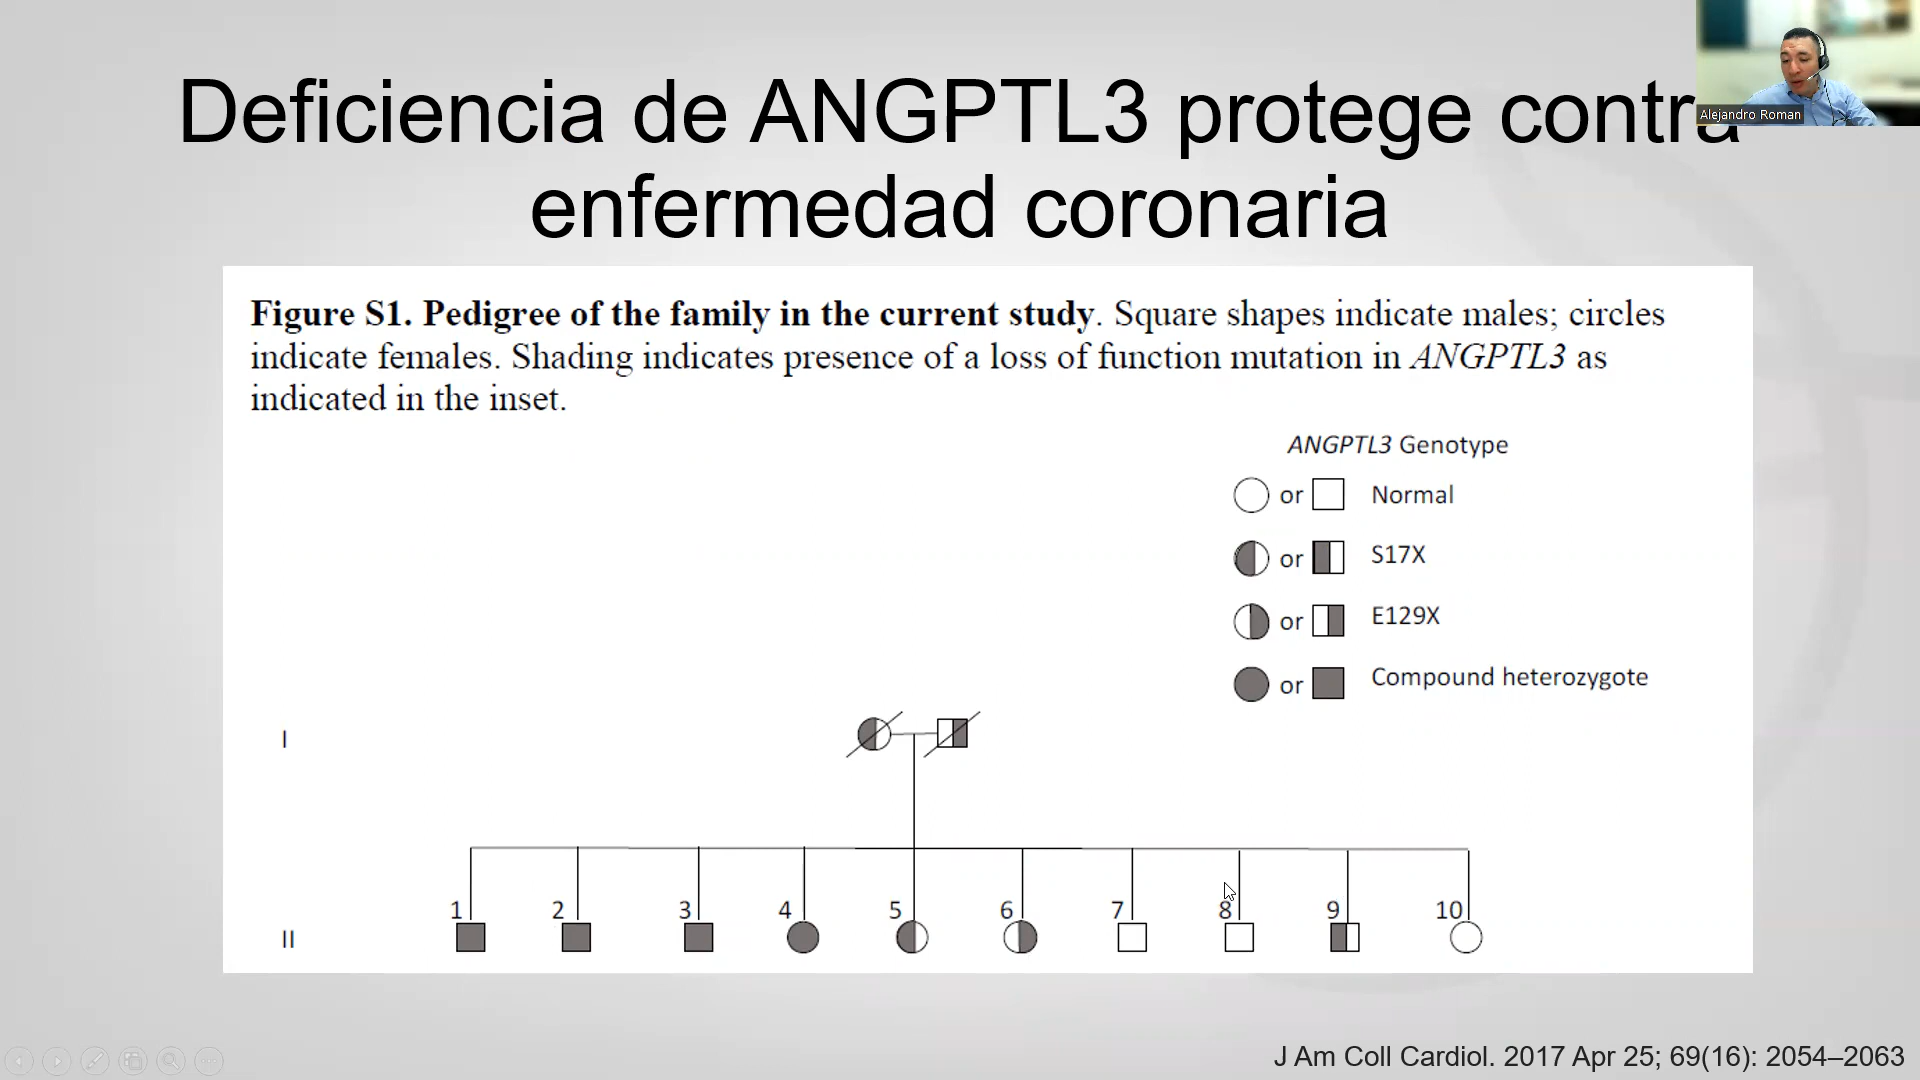 Deficiencia de ANGPTL3 protege contra
enfermedad coronaria
Alejandro Roman
Figure S1. Pedigree of the family in the current study. Square shapes indicate males; circles
indicate females. Shading indicates presence of a loss of function mutation in ANGPTL3 as
indicated in the inset.
ANGPTL3 Genotype
or Normal
or S17X
or E129X
or Compound heterozygote
I
1 2 3 4 5 6 7 8 9 10
II
J Am Coll Cardiol. 2017 Apr 25; 69(16): 2054–2063